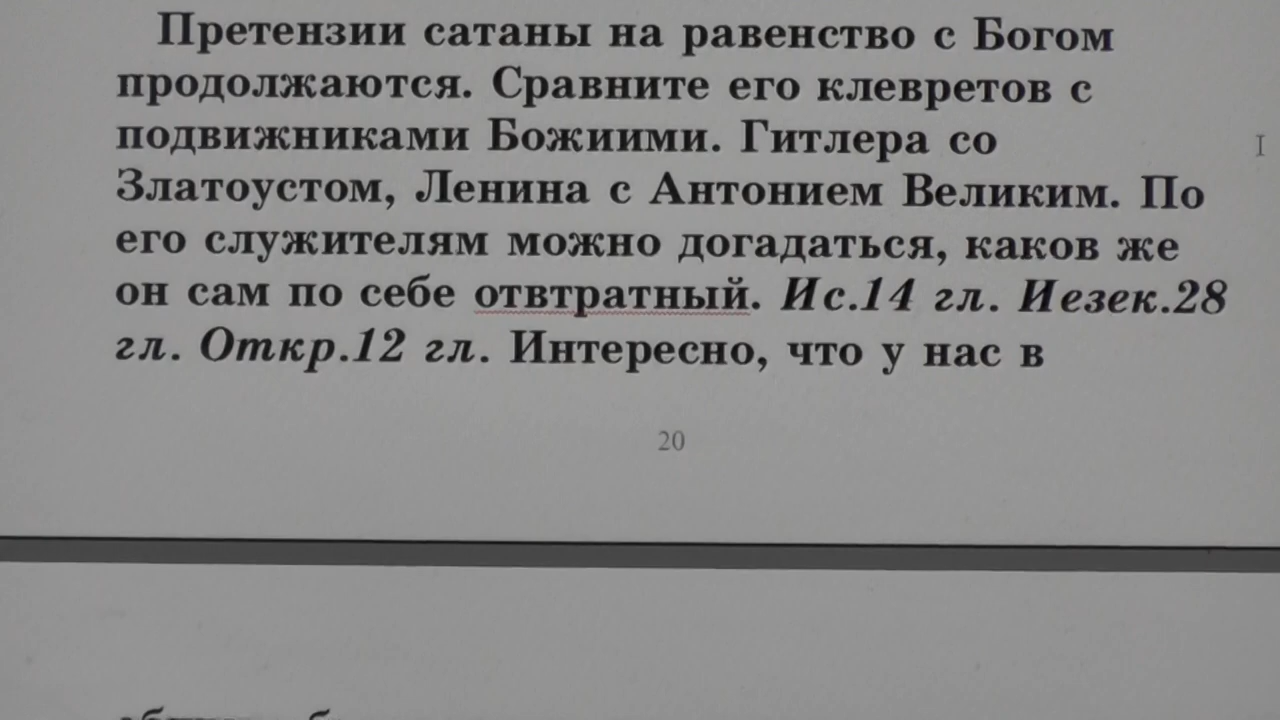 Претензии сатаны на равенство с Богом
продолжаются. Сравните его клевретов с
подвижниками Божиими. Гитлера со
Златоустом, Ленина с Антонием Великим. По
его служителям можно догадаться, каков же
он сам по себе отвтратный. Ис.14 гл. Иезек.28
гл. Откр.12 гл. Интересно, что у нас в
20